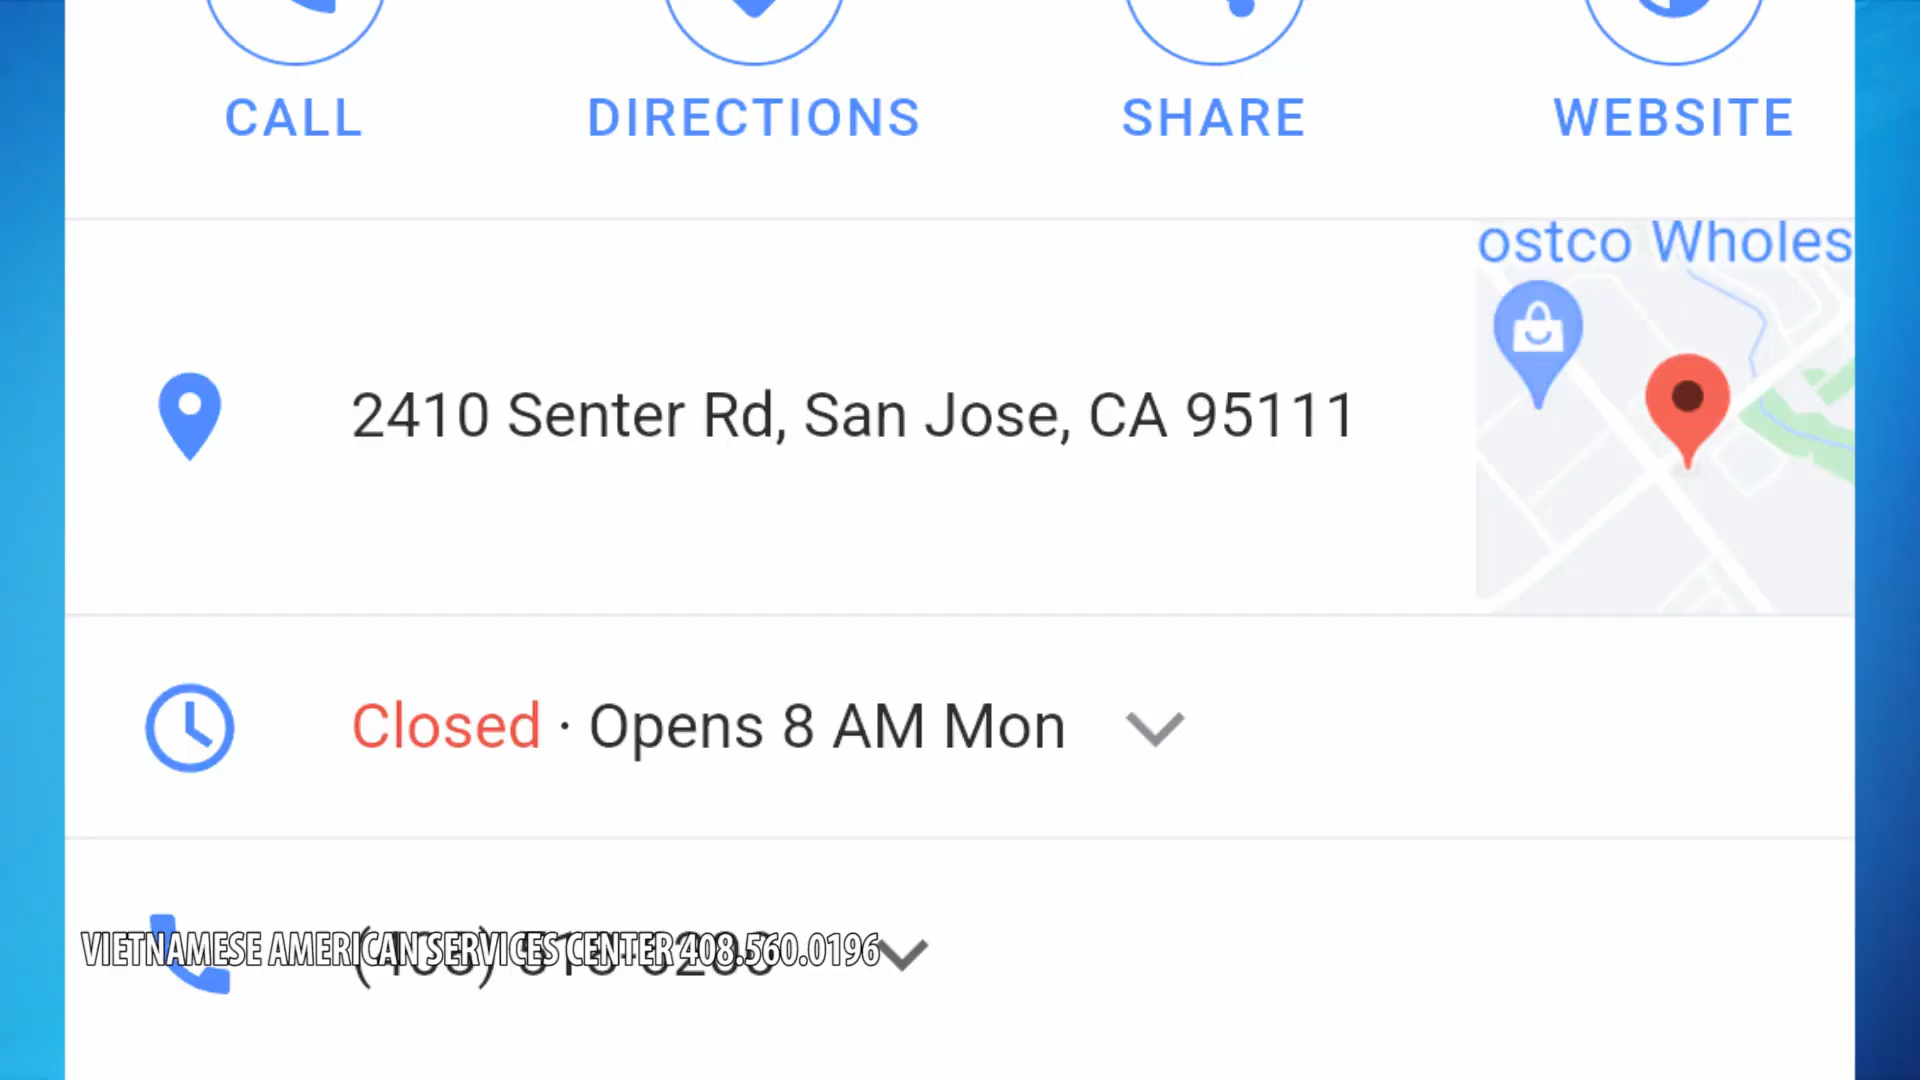 CALL DIRECTIONS SHARE WEBSITE
ostco Wholes
2410 Senter Rd, San Jose, CA 95111
Closed · Opens 8 AM Mon
VIETNAMESE AMERICAN SERVICES CENTER 408.560.0196